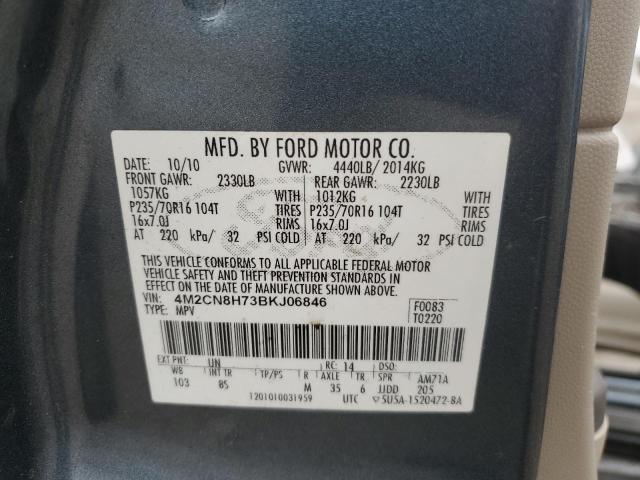 MFD. BY FORD MOTOR CO.
DATE: 10/10 GVWR: 4440LB/ 2014KG
FRONT GAWR: 2330LB REAR GAWR: 2230LB
1057KG WITH 1012KG WITH
P235/70R16 104T TIRES P235/70R16 104T TIRES
16x7.0J RIMS 16x7.0J RIMS
AT 220 kPa/ 32 PSI COLD AT 220 kPa/ 32 PSI COLD
THIS VEHICLE CONFORMS TO ALL APPLICABLE FEDERAL MOTOR
VEHICLE SAFETY AND THEFT PREVENTION STANDARDS IN
EFFECT ON THE DATE OF MANUFACTURE SHOWN ABOVE.
VIN: 4M2CN8H73BKJ06846 F0083
TYPE: MPV T0220
EXT PNT: UN RC: 14 DSO:
WB INT TR TP/PS R AXLE TR SPR AM71A
103 BS M 35 6 JJDD 205
1201010031959 UTC 5U5A-1520472-BA